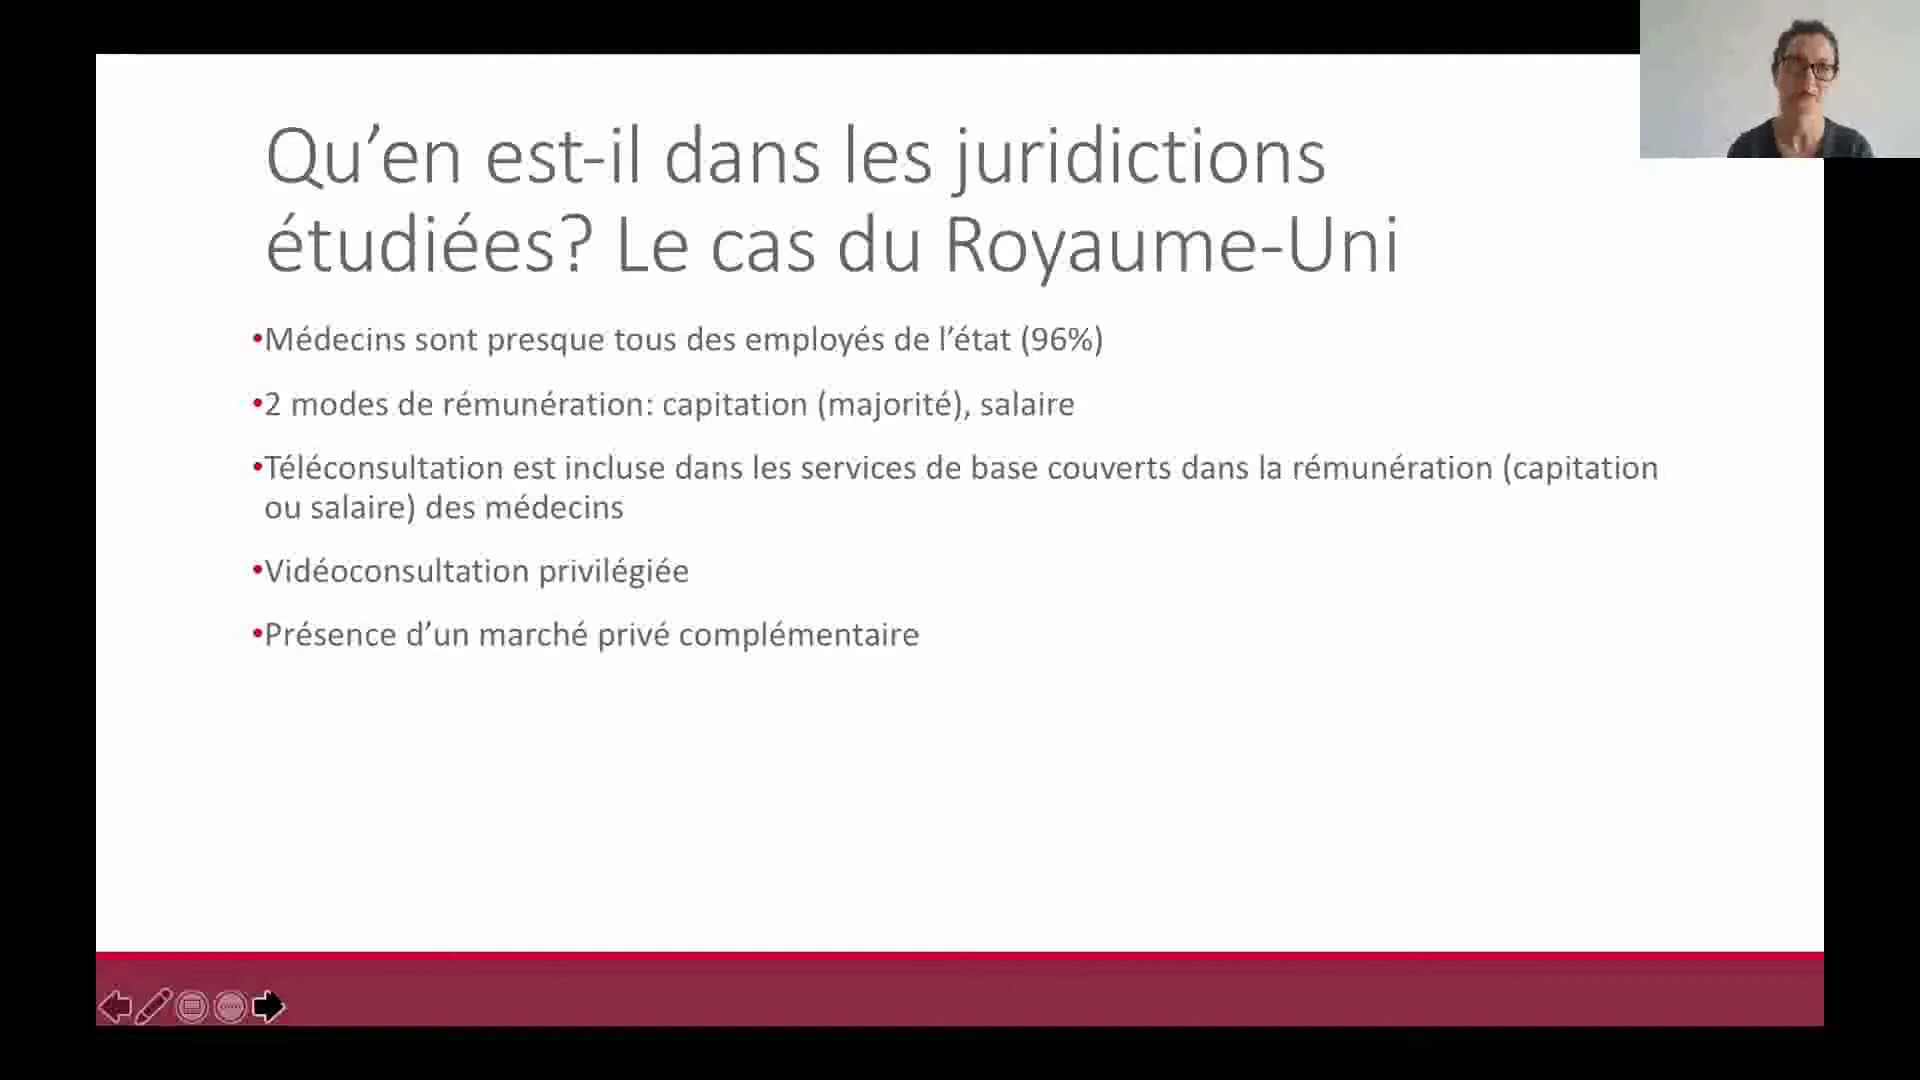 Qu’en est-il dans les juridictions
étudiées? Le cas du Royaume-Uni
•Médecins sont presque tous des employés de l’état (96%)
•2 modes de rémunération: capitation (majorité), salaire
•Téléconsultation est incluse dans les services de base couverts dans la rémunération (capitation
ou salaire) des médecins
•Vidéoconsultation privilégiée
•Présence d’un marché privé complémentaire